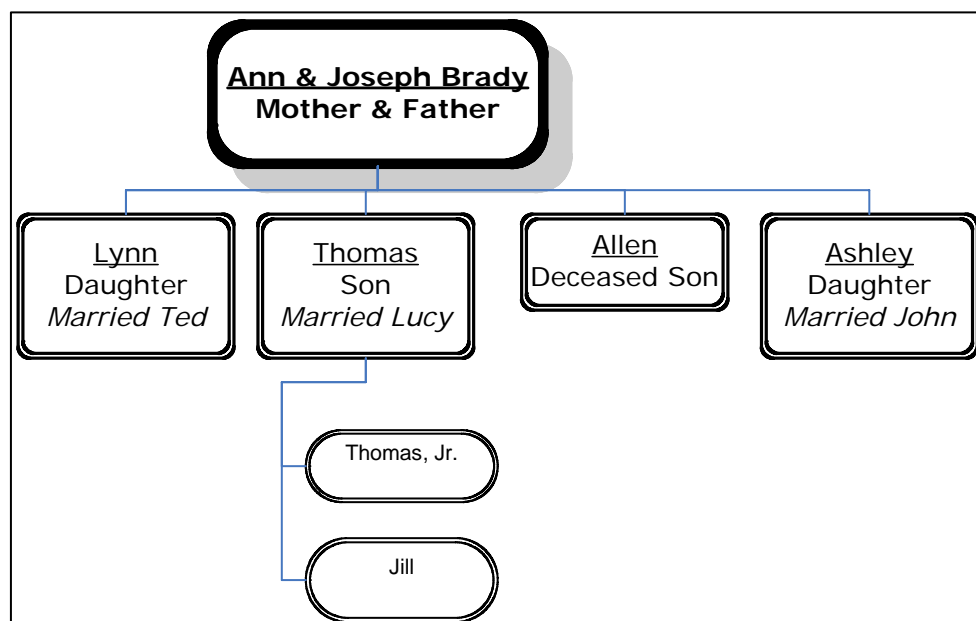 Ann & Joseph Brady
Mother & Father
Lynn
Daughter
Married Ted
Thomas
Son
Married Lucy
Allen
Deceased Son
Ashley
Daughter
Married John
Thomas, Jr.
Jill